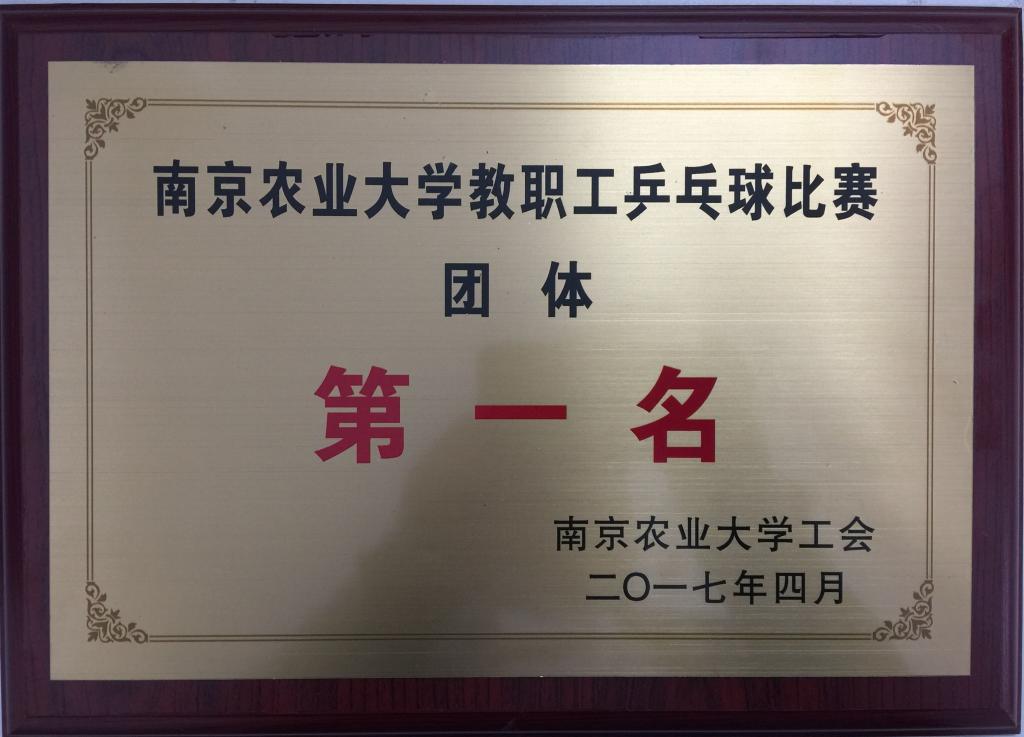 南京农业大学教职工乒乓球比赛
团 体
第 一 名
南京农业大学工会
二〇一七年四月